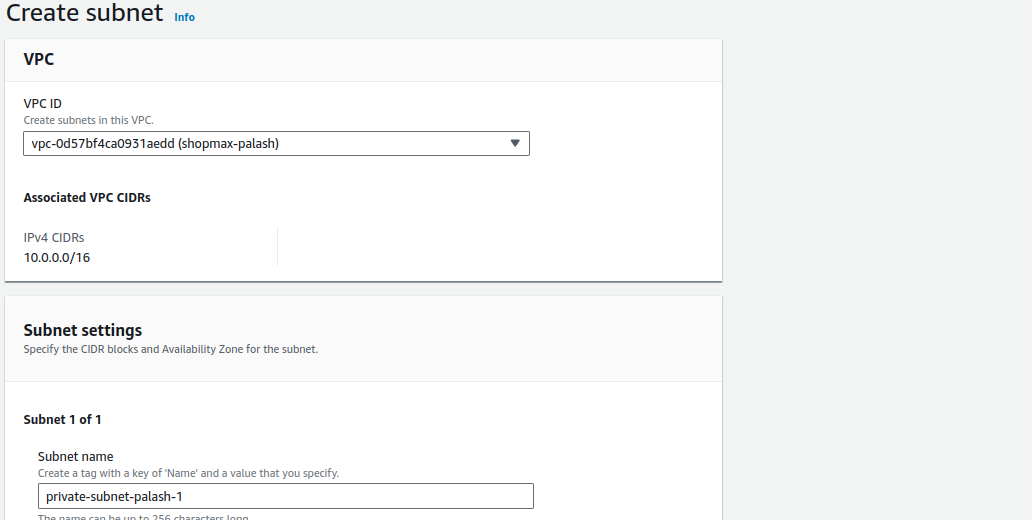 Create subnet Info
VPC
VPC ID
Create subnets in this VPC.
vpc-0d57bf4ca0931aedd (shopmax-palash)
Associated VPC CIDRs
IPv4 CIDRs
10.0.0.0/16
Subnet settings
Specify the CIDR blocks and Availability Zone for the subnet.
Subnet 1 of 1
Subnet name
Create a tag with a key of 'Name' and a value that you specify.
private-subnet-palash-1
The name can be up to 256 characters long.